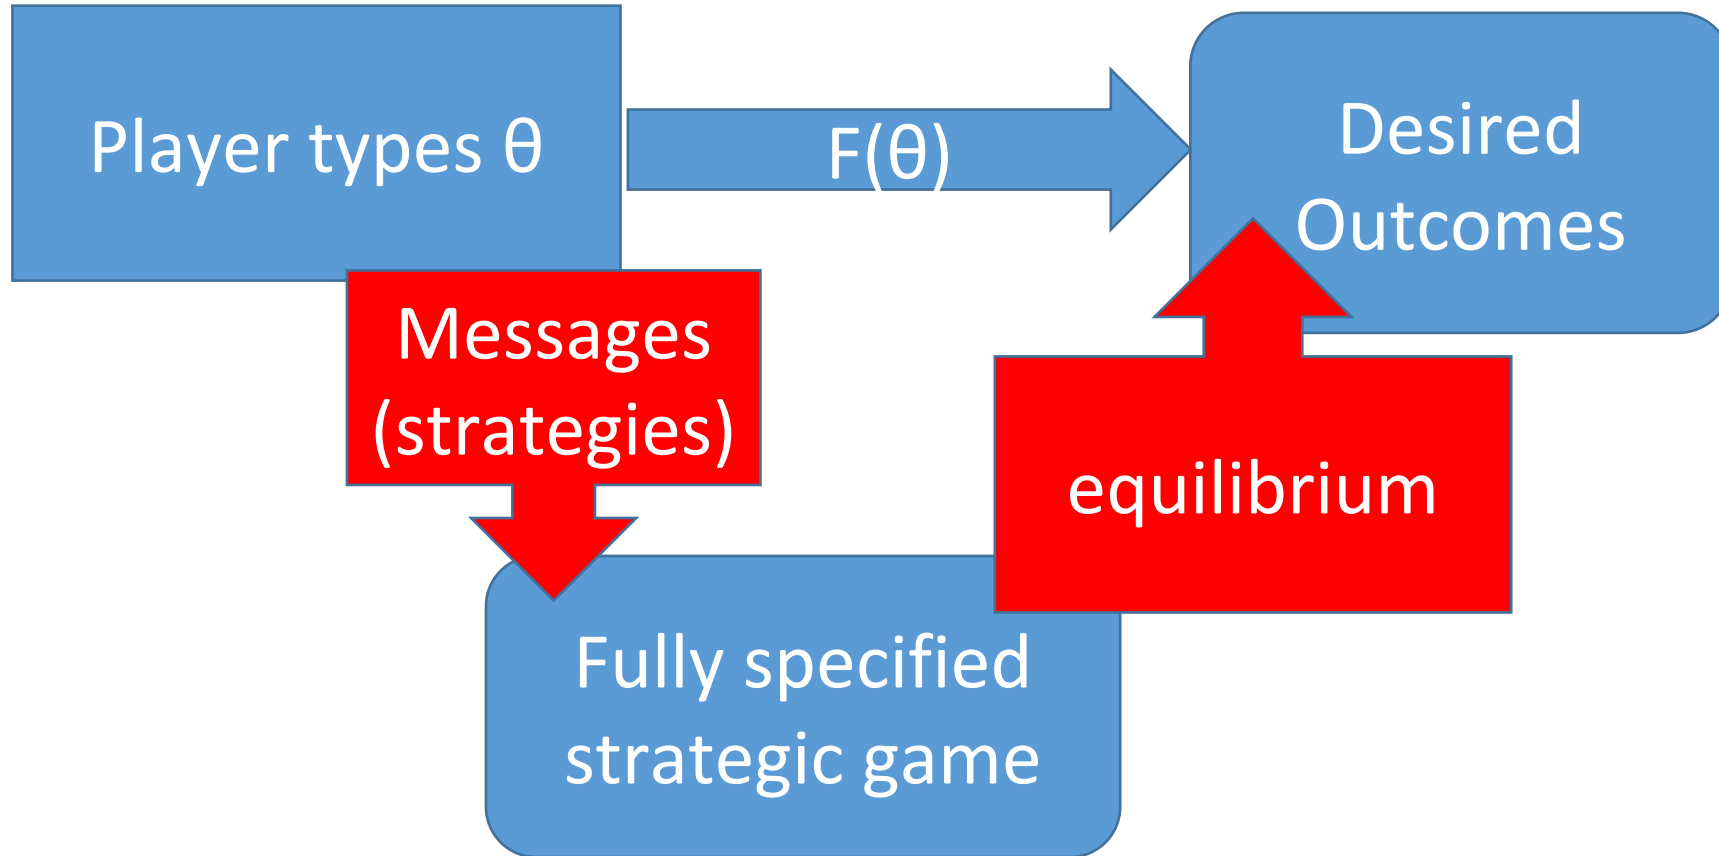 Player types θ
F(θ)
Desired
Outcomes
Messages
(strategies)
equilibrium
Fully specified
strategic game